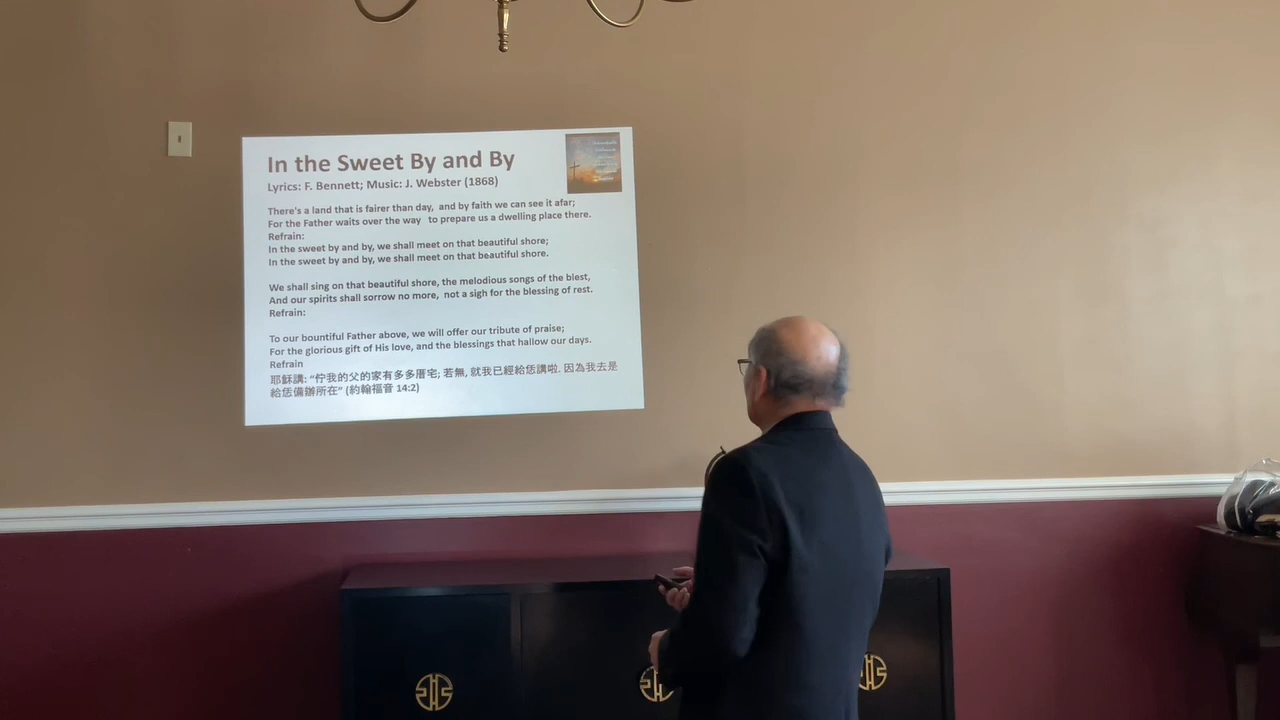 In the Sweet By and By
Lyrics: F. Bennett; Music: J. Webster (1868)
There's a land that is fairer than day, and by faith we can see it afar;
For the Father waits over the way to prepare us a dwelling place there.
Refrain:
In the sweet by and by, we shall meet on that beautiful shore;
In the sweet by and by, we shall meet on that beautiful shore.
We shall sing on that beautiful shore, the melodious songs of the blest,
And our spirits shall sorrow no more, not a sigh for the blessing of rest.
Refrain:
To our bountiful Father above, we will offer our tribute of praise;
For the glorious gift of His love, and the blessings that hallow our days.
Refrain
耶穌講: “佇我的父的家有多多厝宅; 若無, 就我已經給恁講啦. 因為我去是
給恁備辦所在” (約翰福音 14:2)